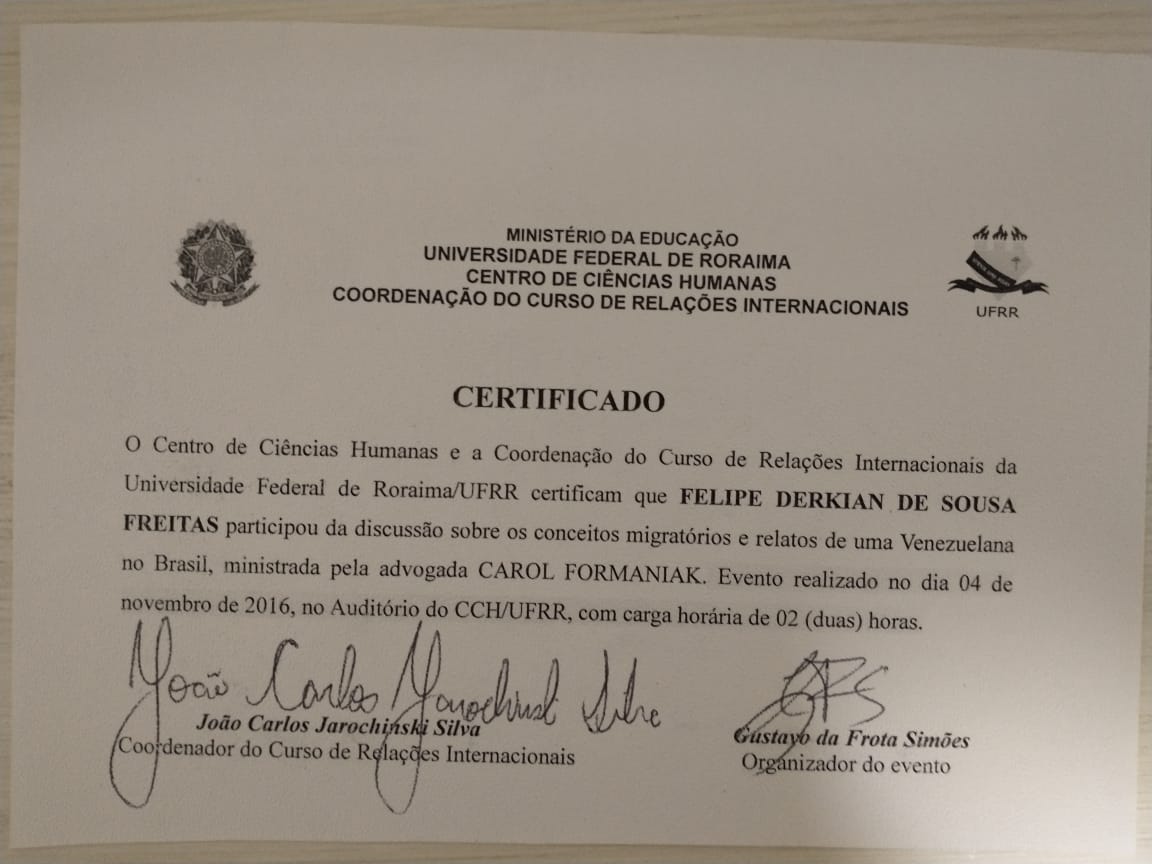 MINISTÉRIO DA EDUCAÇÃO
UNIVERSIDADE FEDERAL DE RORAIMA
CENTRO DE CIÊNCIAS HUMANAS
COORDENAÇÃO DO CURSO DE RELAÇÕES INTERNACIONAIS
UFRR
CERTIFICADO
O Centro de Ciências Humanas e a Coordenação do Curso de Relações Internacionais da
Universidade Federal de Roraima/UFRR certificam que FELIPE DERKIAN DE SOUSA
FREITAS participou da discussão sobre os conceitos migratórios e relatos de uma Venezuelana
no Brasil, ministrada pela advogada CAROL FORMANIAK. Evento realizado no dia 04 de
novembro de 2016, no Auditório do CCH/UFRR, com carga horária de 02 (duas) horas.
João Carlos Jarochinski Silva
João Carlos Jarochinski Silva
Coordenador do Curso de Relações Internacionais
Gustavo da Frota Simões
Organizador do evento